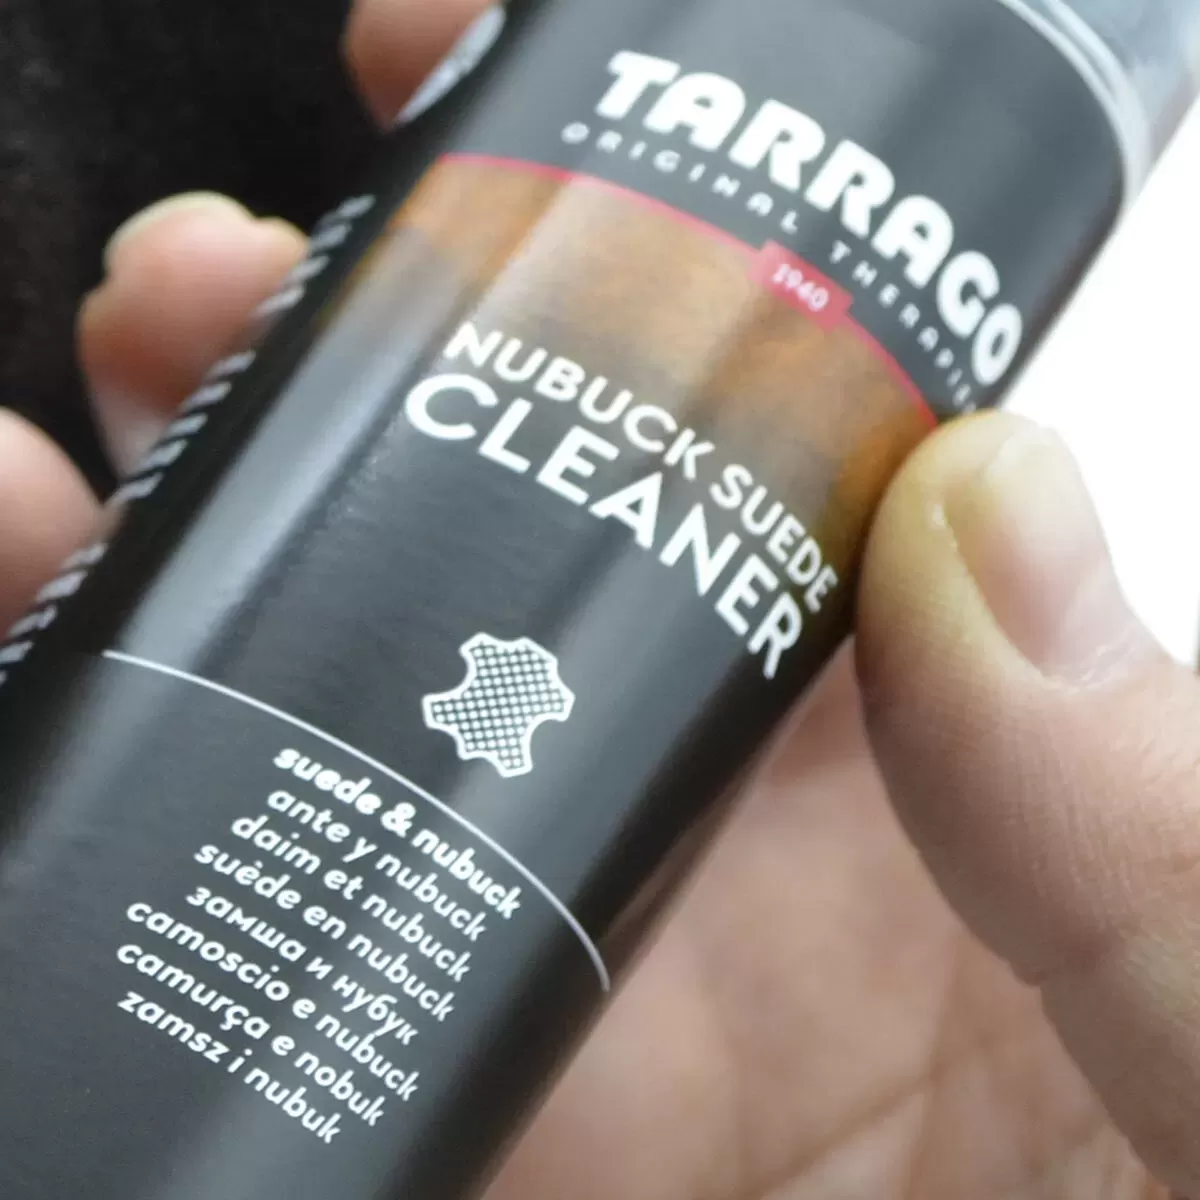 TARRAGO
ORIGINAL THERAPIE
1940
NUBUCK SUEDE
CLEANER
suede & nubuck
ante y nubuck
daim et nubuck
suède en nubuck
замша и нубук
camoscio e nubuck
camurça e nobuk
zamsz i nubuk